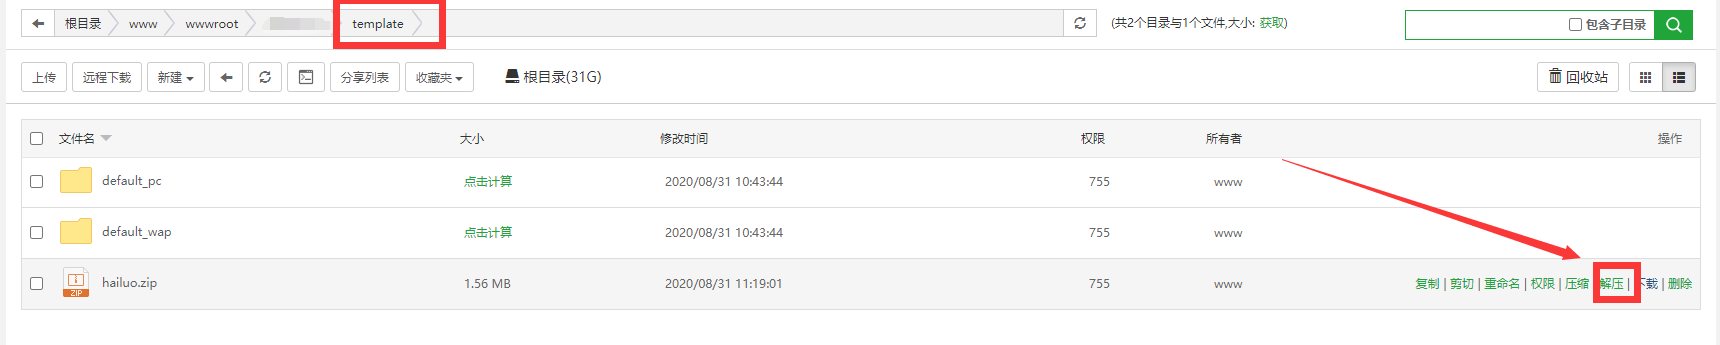 根目录 www wwwroot template (共2个目录与1个文件,大小: 获取) 包含子目录
上传 远程下载 新建 分享列表 收藏夹 根目录(31G) 回收站
文件名 大小 修改时间 权限 所有者 操作
default_pc 点击计算 2020/08/31 10:43:44 755 www
default_wap 点击计算 2020/08/31 10:43:44 755 www
hailuo.zip 1.56 MB 2020/08/31 11:19:01 755 www 复制 | 剪切 | 重命名 | 权限 | 压缩 解压 | 下载 | 删除
ZIP